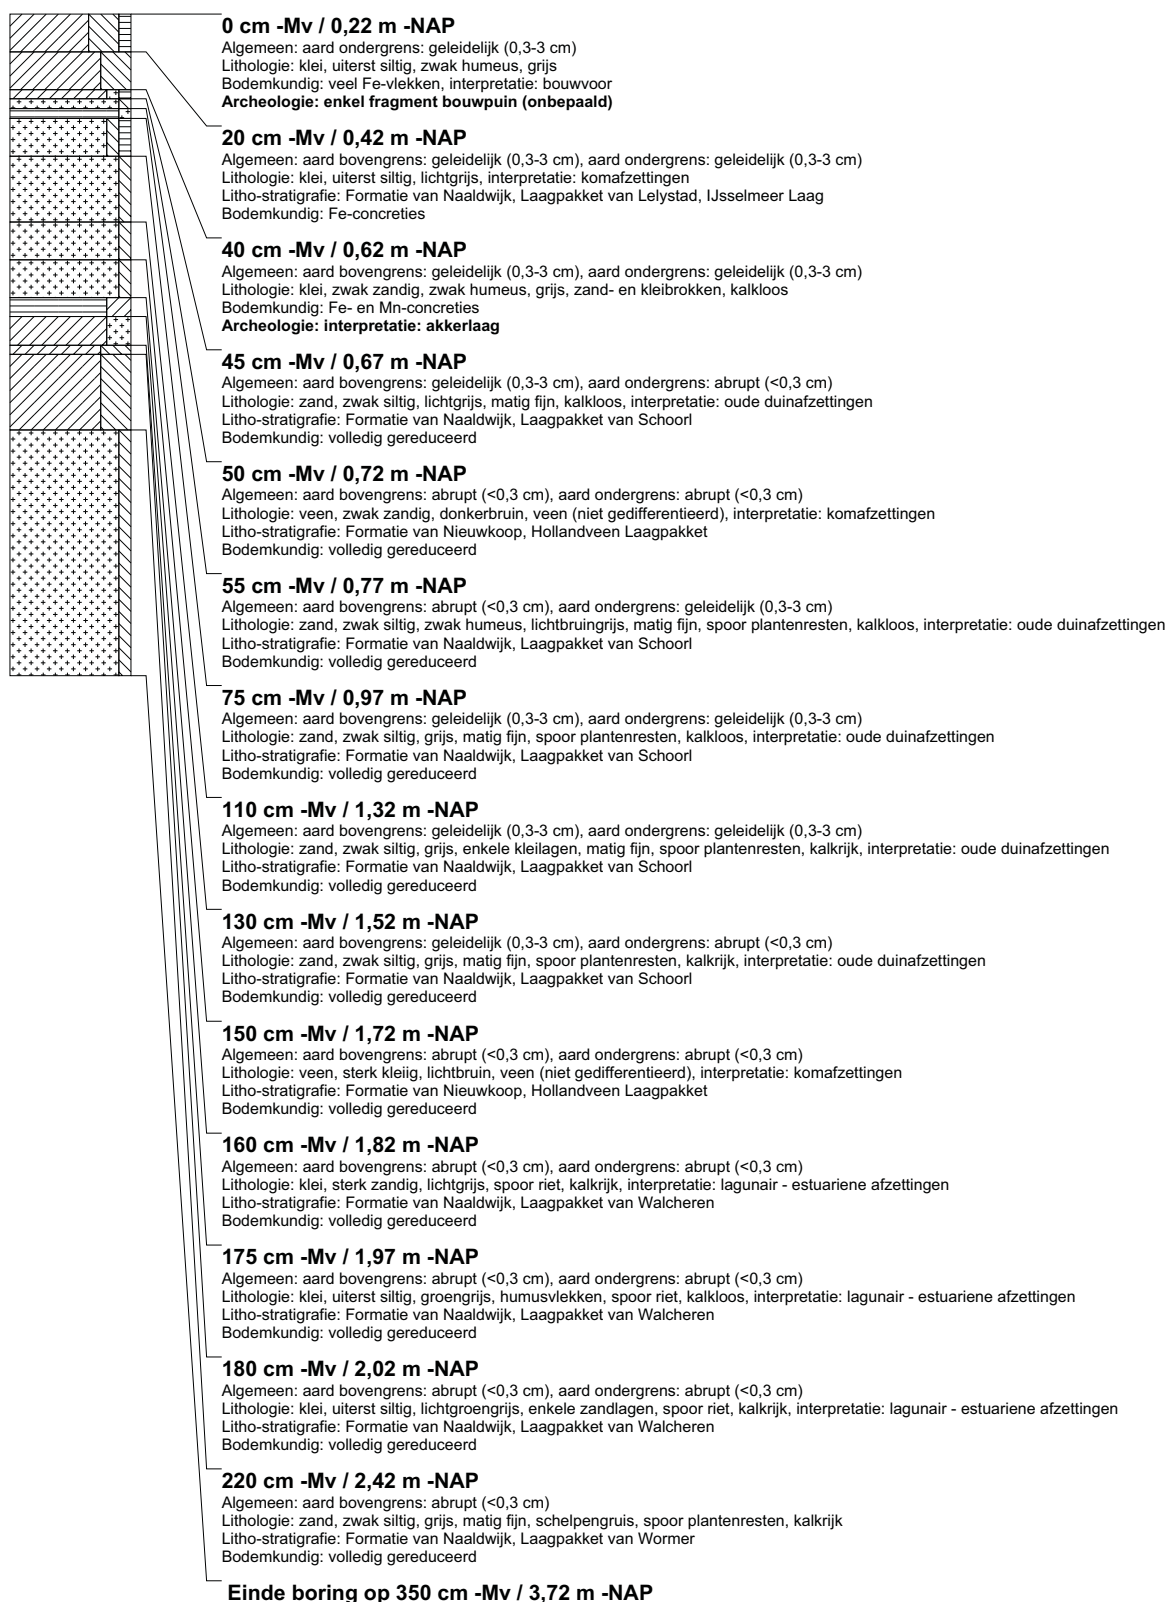 0 cm -Mv / 0,22 m -NAP
Algemeen: aard ondergrens: geleidelijk (0,3-3 cm)
Lithologie: klei, uiterst siltig, zwak humeus, grijs
Bodemkundig: veel Fe-vlekken, interpretatie: bouwvoor
Archeologie: enkel fragment bouwpuin (onbepaald)
20 cm -Mv / 0,42 m -NAP
Algemeen: aard bovengrens: geleidelijk (0,3-3 cm), aard ondergrens: geleidelijk (0,3-3 cm)
Lithologie: klei, uiterst siltig, lichtgrijs, interpretatie: komafzettingen
Litho-stratigrafie: Formatie van Naaldwijk, Laagpakket van Lelystad, IJsselmeer Laag
Bodemkundig: Fe-concreties
40 cm -Mv / 0,62 m -NAP
Algemeen: aard bovengrens: geleidelijk (0,3-3 cm), aard ondergrens: geleidelijk (0,3-3 cm)
Lithologie: klei, zwak zandig, zwak humeus, grijs, zand- en kleibrokken, kalkloos
Bodemkundig: Fe- en Mn-concreties
Archeologie: interpretatie: akkerlaag
45 cm -Mv / 0,67 m -NAP
Algemeen: aard bovengrens: geleidelijk (0,3-3 cm), aard ondergrens: abrupt (<0,3 cm)
Lithologie: zand, zwak siltig, lichtgrijs, matig fijn, kalkloos, interpretatie: oude duinafzettingen
Litho-stratigrafie: Formatie van Naaldwijk, Laagpakket van Schoorl
Bodemkundig: volledig gereduceerd
50 cm -Mv / 0,72 m -NAP
Algemeen: aard bovengrens: abrupt (<0,3 cm), aard ondergrens: abrupt (<0,3 cm)
Lithologie: veen, zwak zandig, donkerbruin, veen (niet gedifferentieerd), interpretatie: komafzettingen
Litho-stratigrafie: Formatie van Nieuwkoop, Hollandveen Laagpakket
Bodemkundig: volledig gereduceerd
55 cm -Mv / 0,77 m -NAP
Algemeen: aard bovengrens: abrupt (<0,3 cm), aard ondergrens: geleidelijk (0,3-3 cm)
Lithologie: zand, zwak siltig, zwak humeus, lichtbruingrijs, matig fijn, spoor plantenresten, kalkloos, interpretatie: oude duinafzettingen
Litho-stratigrafie: Formatie van Naaldwijk, Laagpakket van Schoorl
Bodemkundig: volledig gereduceerd
75 cm -Mv / 0,97 m -NAP
Algemeen: aard bovengrens: geleidelijk (0,3-3 cm), aard ondergrens: geleidelijk (0,3-3 cm)
Lithologie: zand, zwak siltig, grijs, matig fijn, spoor plantenresten, kalkloos, interpretatie: oude duinafzettingen
Litho-stratigrafie: Formatie van Naaldwijk, Laagpakket van Schoorl
Bodemkundig: volledig gereduceerd
110 cm -Mv / 1,32 m -NAP
Algemeen: aard bovengrens: geleidelijk (0,3-3 cm), aard ondergrens: geleidelijk (0,3-3 cm)
Lithologie: zand, zwak siltig, grijs, enkele kleilagen, matig fijn, spoor plantenresten, kalkrijk, interpretatie: oude duinafzettingen
Litho-stratigrafie: Formatie van Naaldwijk, Laagpakket van Schoorl
Bodemkundig: volledig gereduceerd
130 cm -Mv / 1,52 m -NAP
Algemeen: aard bovengrens: geleidelijk (0,3-3 cm), aard ondergrens: abrupt (<0,3 cm)
Lithologie: zand, zwak siltig, grijs, matig fijn, spoor plantenresten, kalkrijk, interpretatie: oude duinafzettingen
Litho-stratigrafie: Formatie van Naaldwijk, Laagpakket van Schoorl
Bodemkundig: volledig gereduceerd
150 cm -Mv / 1,72 m -NAP
Algemeen: aard bovengrens: abrupt (<0,3 cm), aard ondergrens: abrupt (<0,3 cm)
Lithologie: veen, sterk kleiig, lichtbruin, veen (niet gedifferentieerd), interpretatie: komafzettingen
Litho-stratigrafie: Formatie van Nieuwkoop, Hollandveen Laagpakket
Bodemkundig: volledig gereduceerd
160 cm -Mv / 1,82 m -NAP
Algemeen: aard bovengrens: abrupt (<0,3 cm), aard ondergrens: abrupt (<0,3 cm)
Lithologie: klei, sterk zandig, lichtgrijs, spoor riet, kalkrijk, interpretatie: lagunair - estuariene afzettingen
Litho-stratigrafie: Formatie van Naaldwijk, Laagpakket van Walcheren
Bodemkundig: volledig gereduceerd
175 cm -Mv / 1,97 m -NAP
Algemeen: aard bovengrens: abrupt (<0,3 cm), aard ondergrens: abrupt (<0,3 cm)
Lithologie: klei, uiterst siltig, groengrijs, humusvlekken, spoor riet, kalkloos, interpretatie: lagunair - estuariene afzettingen
Litho-stratigrafie: Formatie van Naaldwijk, Laagpakket van Walcheren
Bodemkundig: volledig gereduceerd
180 cm -Mv / 2,02 m -NAP
Algemeen: aard bovengrens: abrupt (<0,3 cm), aard ondergrens: abrupt (<0,3 cm)
Lithologie: klei, uiterst siltig, lichtgroengrijs, enkele zandlagen, spoor riet, kalkrijk, interpretatie: lagunair - estuariene afzettingen
Litho-stratigrafie: Formatie van Naaldwijk, Laagpakket van Walcheren
Bodemkundig: volledig gereduceerd
220 cm -Mv / 2,42 m -NAP
Algemeen: aard bovengrens: abrupt (<0,3 cm)
Lithologie: zand, zwak siltig, grijs, matig fijn, schelpengruis, spoor plantenresten, kalkrijk
Litho-stratigrafie: Formatie van Naaldwijk, Laagpakket van Wormer
Bodemkundig: volledig gereduceerd
Einde boring op 350 cm -Mv / 3,72 m -NAP